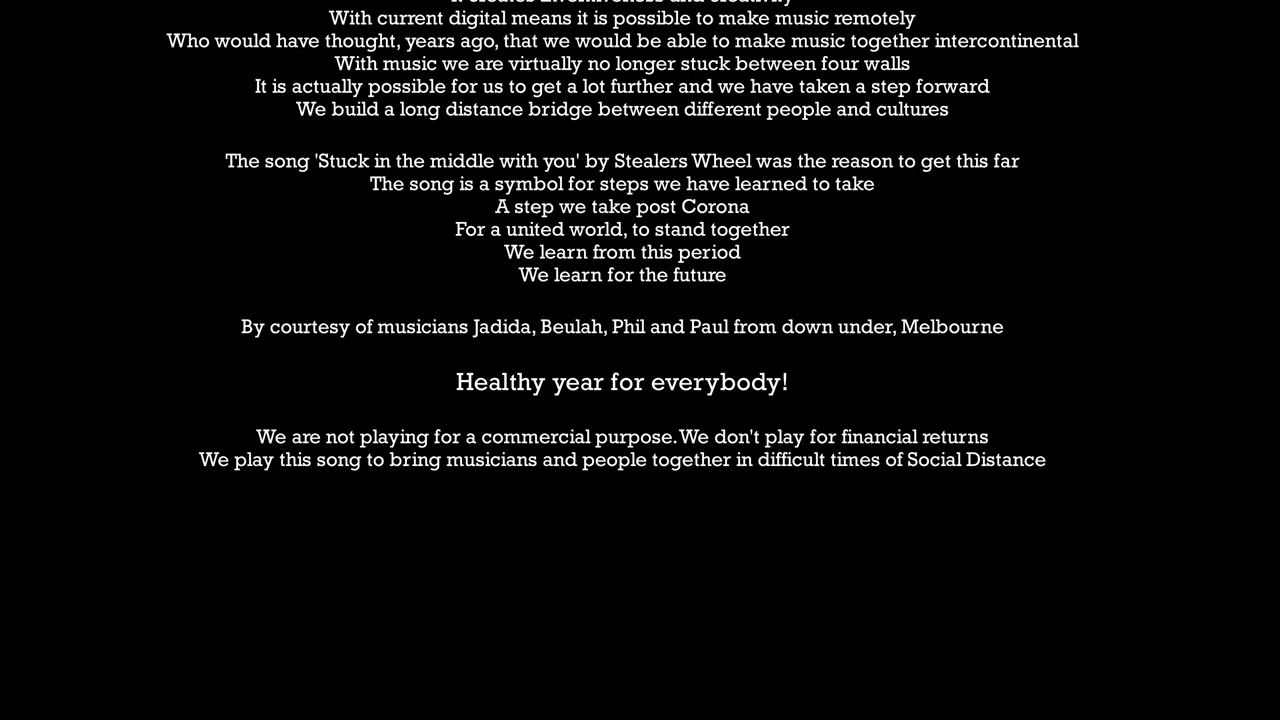 It creates inventiveness and creativity
With current digital means it is possible to make music remotely
Who would have thought, years ago, that we would be able to make music together intercontinental
With music we are virtually no longer stuck between four walls
It is actually possible for us to get a lot further and we have taken a step forward
We build a long distance bridge between different people and cultures
The song 'Stuck in the middle with you' by Stealers Wheel was the reason to get this far
The song is a symbol for steps we have learned to take
A step we take post Corona
For a united world, to stand together
We learn from this period
We learn for the future
By courtesy of musicians Jadida, Beulah, Phil and Paul from down under, Melbourne
Healthy year for everybody!
We are not playing for a commercial purpose. We don't play for financial returns
We play this song to bring musicians and people together in difficult times of Social Distance